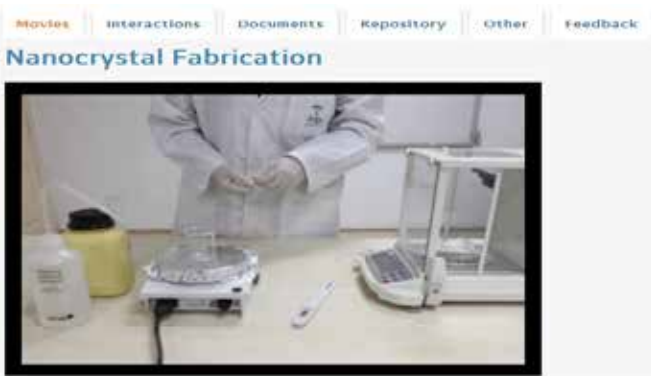 Movies Interactions Documents Repository Other Feedback
Nanocrystal Fabrication